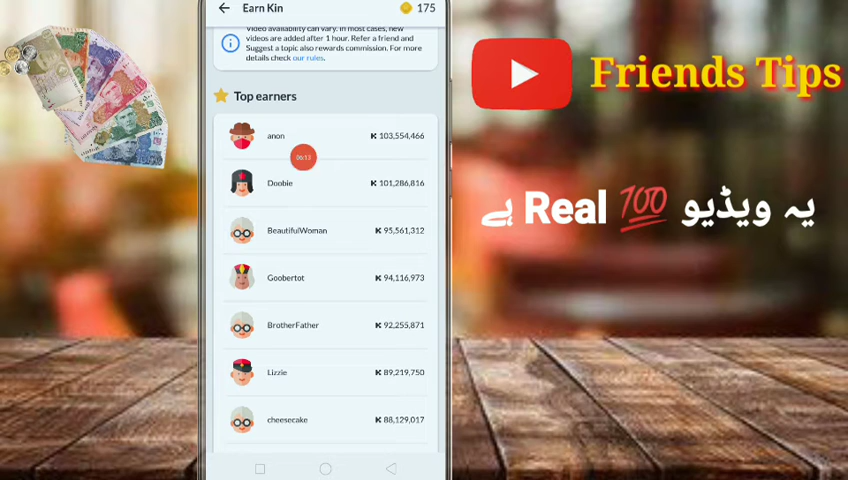 Earn Kin
175
Video availability can vary. In most cases, new
videos are added after 1 hour. Refer a friend and
Suggest a topic also rewards commission. For more
details check our rules.
Top earners
anon K 103,554,466
06:13
Doobie K 101,286,816
BeautifulWoman K 95,561,312
Goobertot K 94,116,973
BrotherFather K 92,255,871
Lizzie K 89,219,750
cheesecake K 88,129,017
Friends Tips
یہ ویڈیو 💯 Real ہے